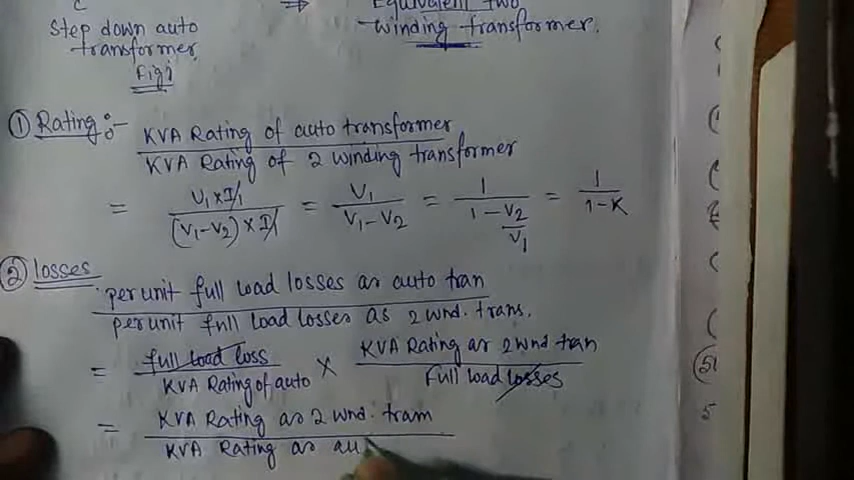 C
⇒ Equivalent two
Step down auto
-winding transformer.
transformer,
Fig:
① Rating :-
KVA Rating of auto transformer
KVA Rating of 2 winding transformer
= V₁ × I₁ / (V₁-V₂) × I₁ = V₁ / V₁-V₂ = 1 / 1 - V₂/V₁ = 1 / 1-K
② losses
per unit full load losses as auto tran
per unit full load losses as 2 wnd. trans.
= full load loss / KVA Rating of auto × KVA Rating as 2 wnd tran / Full load losses
= KVA Rating as 2 wnd. tram
KVA Rating as au